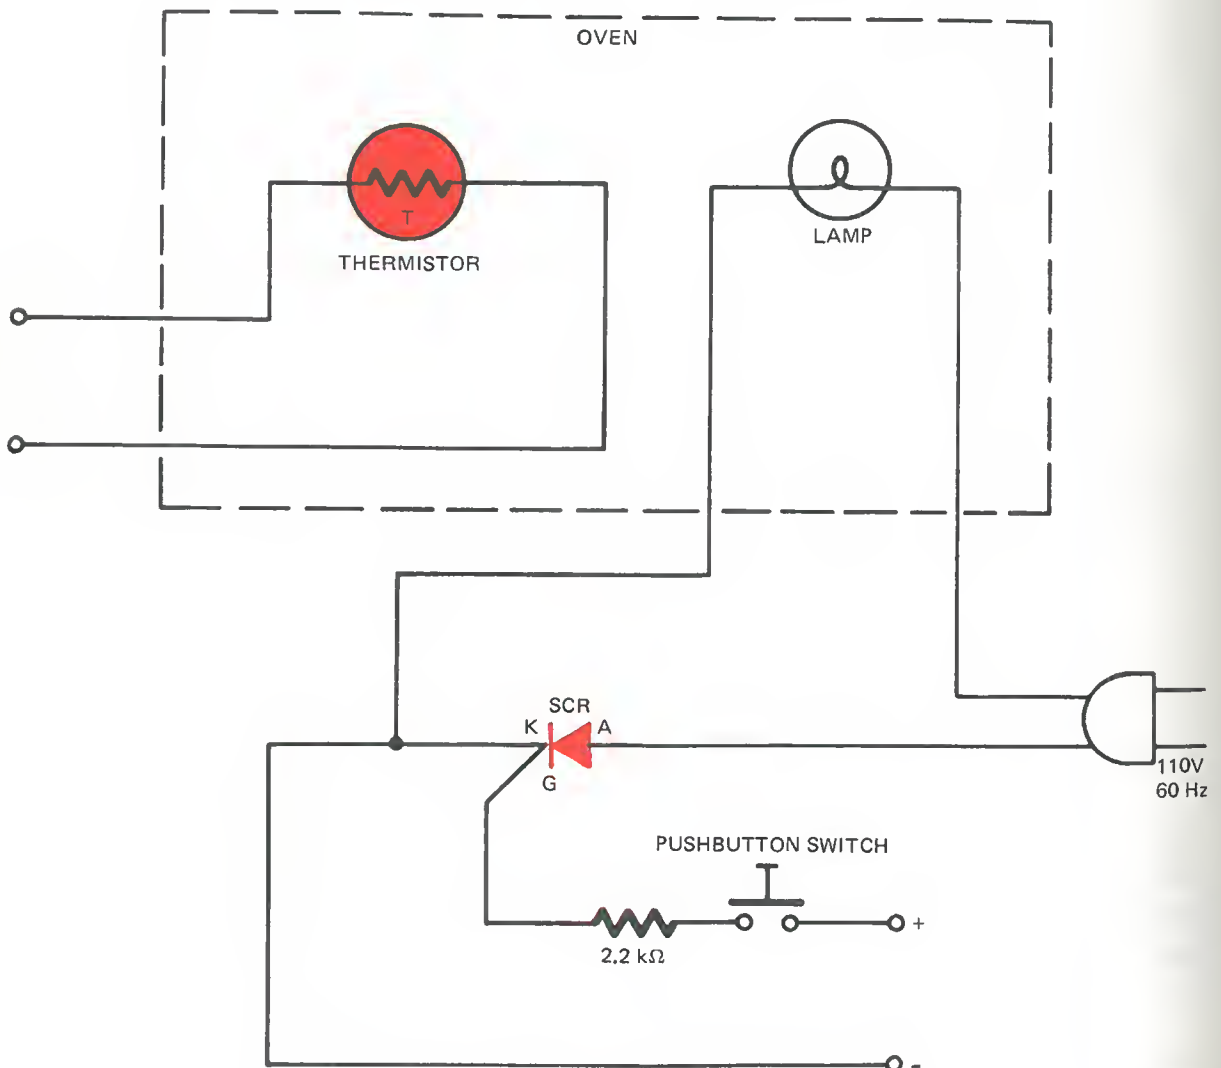 OVEN
T
THERMISTOR
LAMP
SCR
K
A
G
110V
60 Hz
PUSHBUTTON SWITCH
+
2.2 kΩ
-